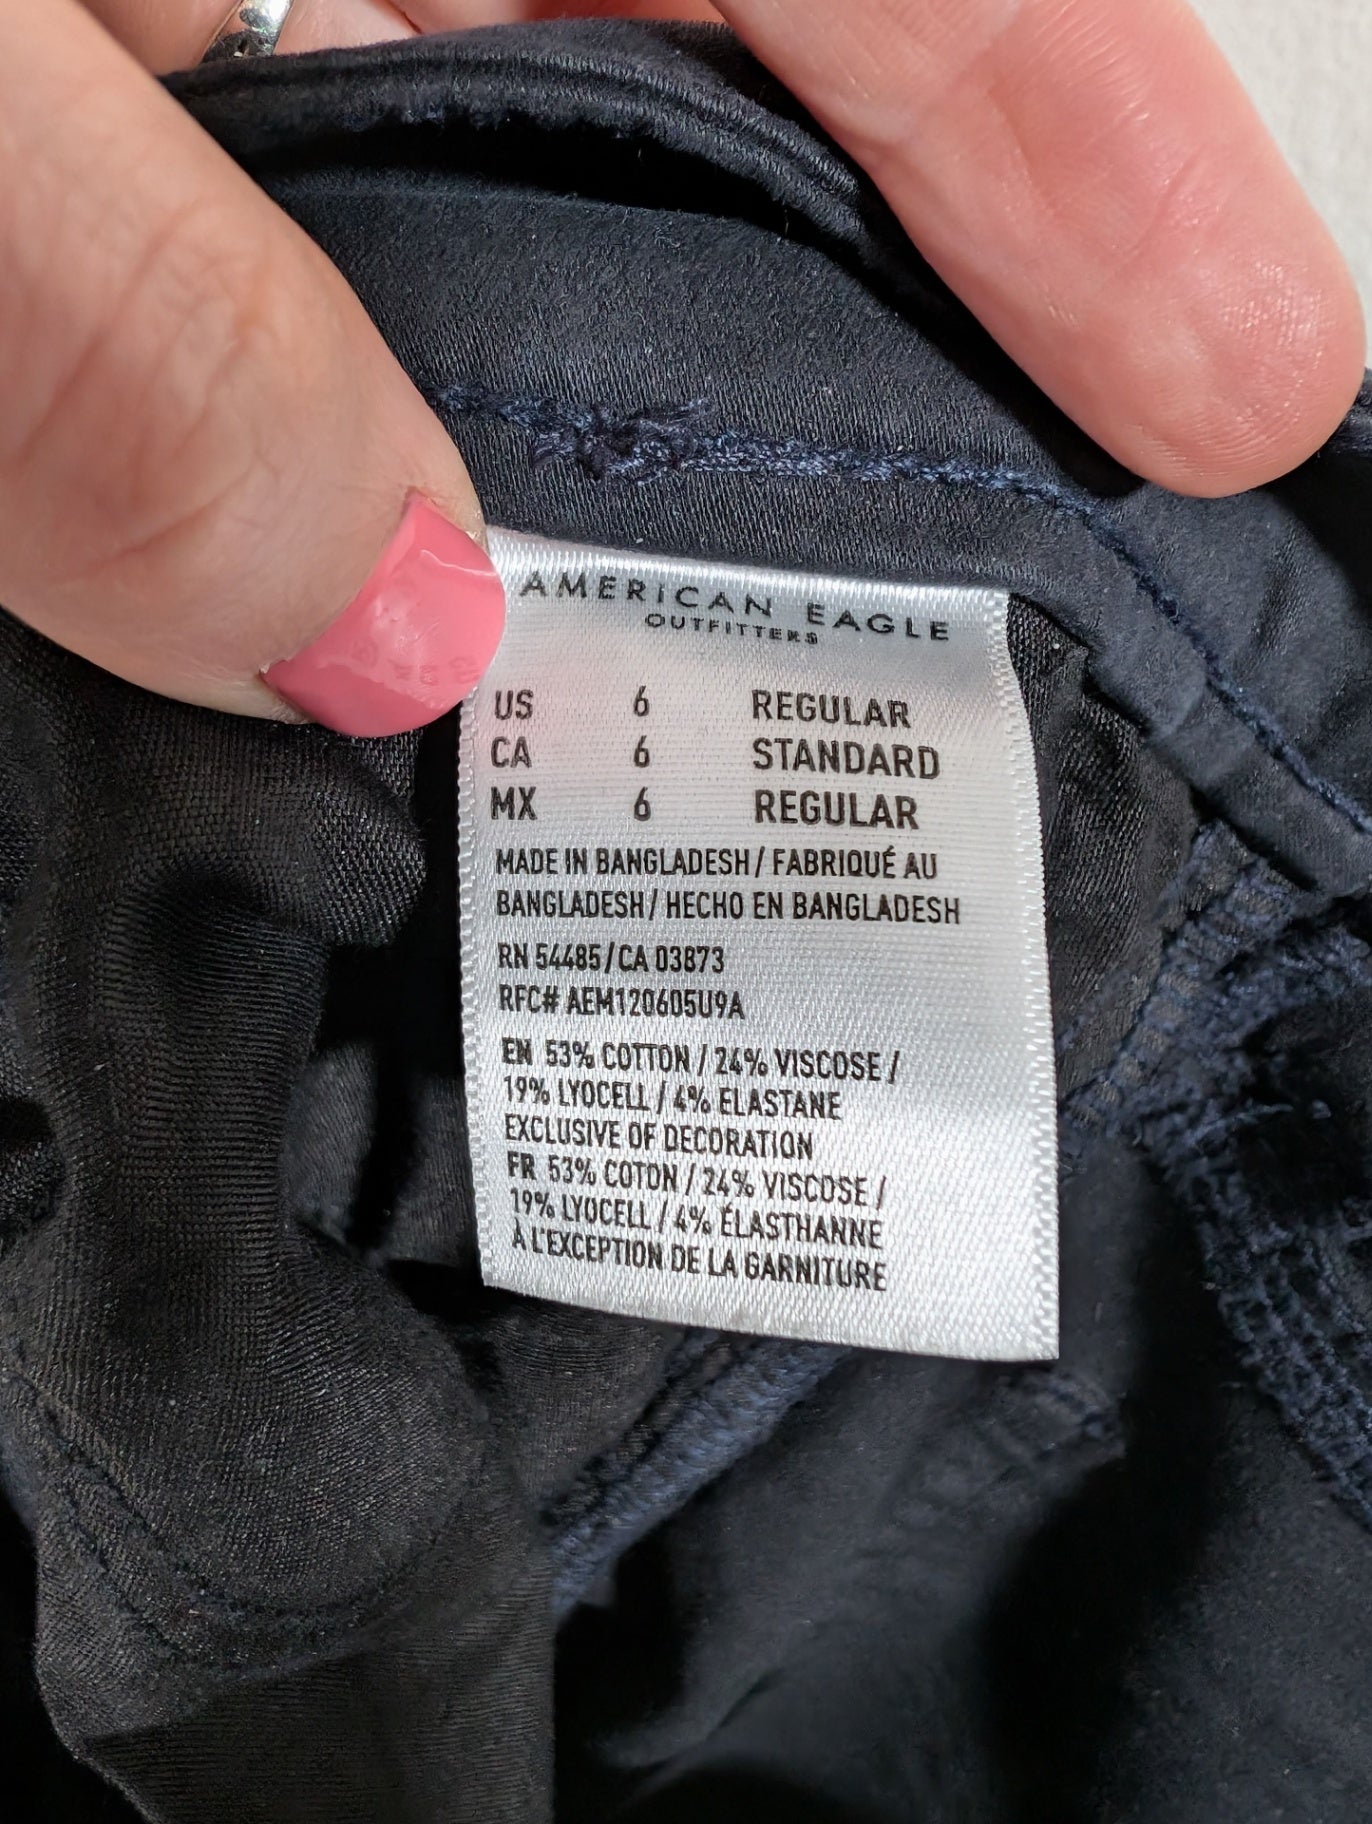 AMERICAN EAGLE
OUTFITTERS
US 6 REGULAR
CA 6 STANDARD
MX 6 REGULAR
MADE IN BANGLADESH / FABRIQUÉ AU
BANGLADESH / HECHO EN BANGLADESH
RN 54485 / CA 03873
RFC# AEM120605U9A
EN 53% COTTON / 24% VISCOSE /
19% LYOCELL / 4% ELASTANE
EXCLUSIVE OF DECORATION
FR 53% COTON / 24% VISCOSE /
19% LYOCELL / 4% ÉLASTHANNE
À L'EXCEPTION DE LA GARNITURE